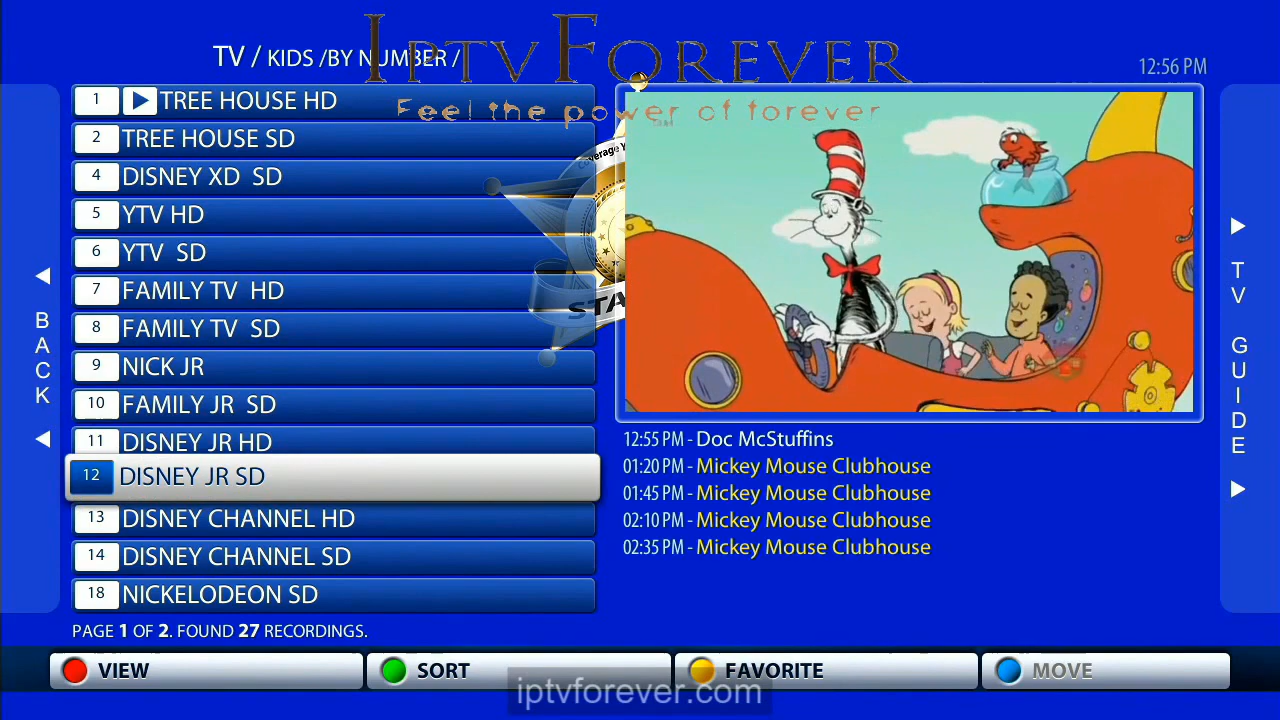 IPTVFOREVER
TV / KIDS /BY NUMBER /
12:56 PM
Feel the power of forever
TM
1 TREE HOUSE HD
2 TREE HOUSE SD
4 DISNEY XD SD
5 YTV HD
6 YTV SD
7 FAMILY TV HD
8 FAMILY TV SD
9 NICK JR
10 FAMILY JR SD
11 DISNEY JR HD
12 DISNEY JR SD
13 DISNEY CHANNEL HD
14 DISNEY CHANNEL SD
18 NICKELODEON SD
BACK
STA
12:55 PM - Doc McStuffins
01:20 PM - Mickey Mouse Clubhouse
01:45 PM - Mickey Mouse Clubhouse
02:10 PM - Mickey Mouse Clubhouse
02:35 PM - Mickey Mouse Clubhouse
TV GUIDE
PAGE 1 OF 2. FOUND 27 RECORDINGS.
VIEW
SORT
FAVORITE
MOVE
iptvforever.com